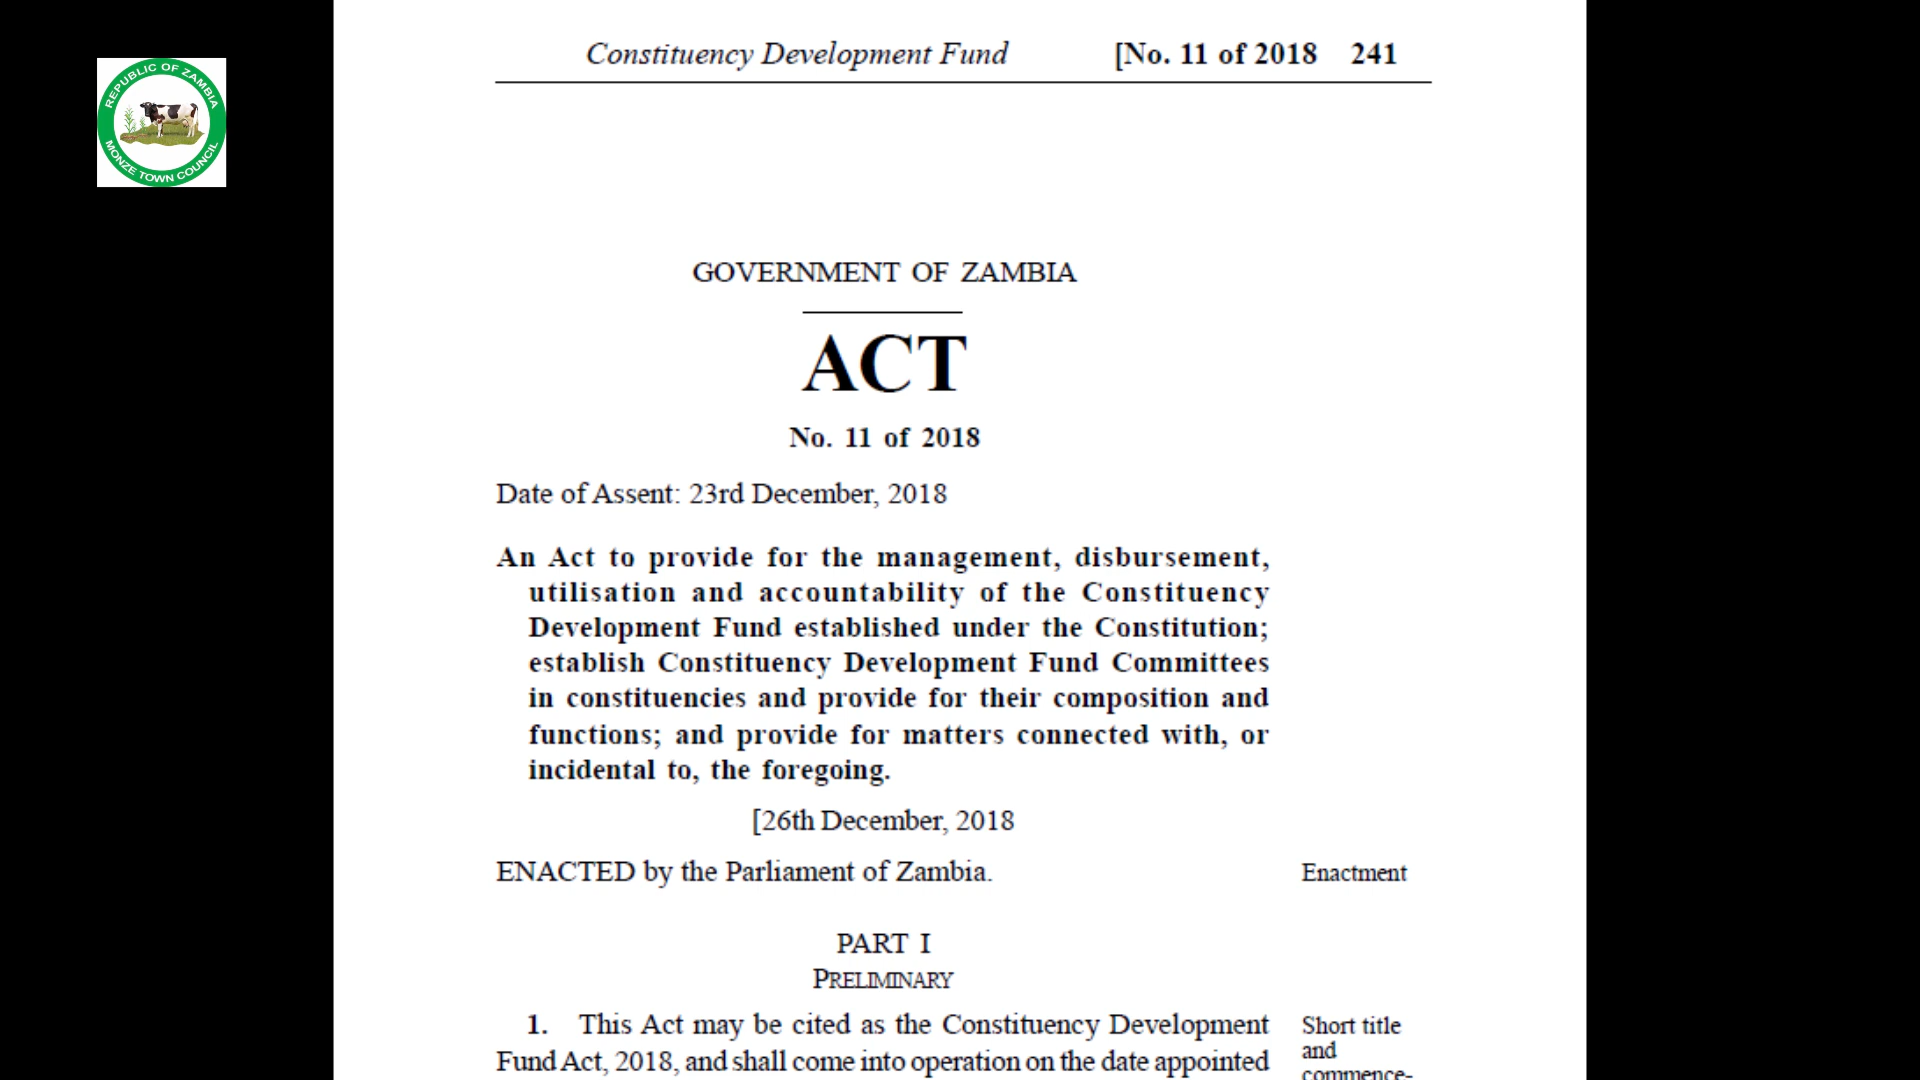 REPUBLIC OF ZAMBIA
MONZE TOWN COUNCIL
Constituency Development Fund [No. 11 of 2018 241
GOVERNMENT OF ZAMBIA
ACT
No. 11 of 2018
Date of Assent: 23rd December, 2018
An Act to provide for the management, disbursement,
utilisation and accountability of the Constituency
Development Fund established under the Constitution;
establish Constituency Development Fund Committees
in constituencies and provide for their composition and
functions; and provide for matters connected with, or
incidental to, the foregoing.
[26th December, 2018
ENACTED by the Parliament of Zambia.
Enactment
PART I
PRELIMINARY
1. This Act may be cited as the Constituency Development
Fund Act, 2018, and shall come into operation on the date appointed
Short title
and
commence-